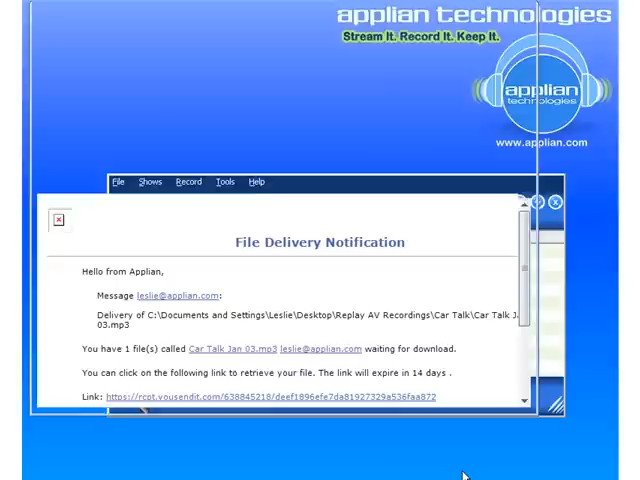 applian technologies
Stream It. Record It. Keep It.
applian
technologies
www.applian.com
File Shows Record Tools Help
File Delivery Notification
Hello from Applian,
Message leslie@applian.com:
Delivery of C:\Documents and Settings\Leslie\Desktop\Replay AV Recordings\Car Talk\Car Talk
03.mp3
You have 1 file(s) called Car Talk Jan 03.mp3 leslie@applian.com waiting for download.
You can click on the following link to retrieve your file. The link will expire in 14 days .
Link: https://rcpt.yousendit.com/638845218/deef1896efe7da81927329a536faa872